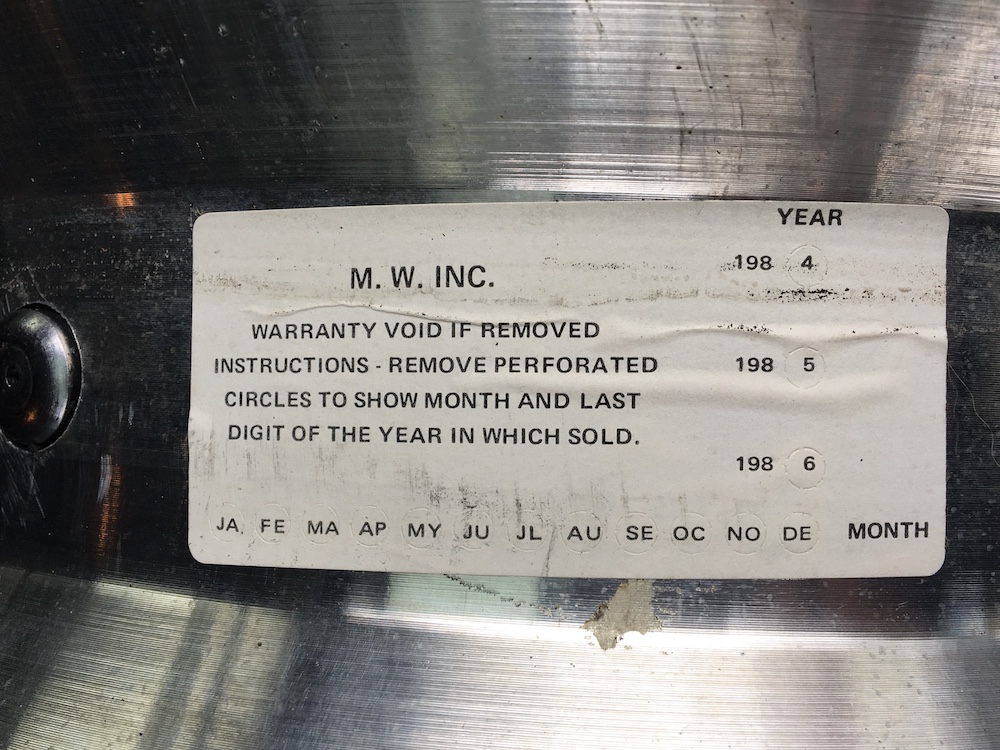 YEAR
M. W. INC.
198 4
WARRANTY VOID IF REMOVED
INSTRUCTIONS - REMOVE PERFORATED
198 5
CIRCLES TO SHOW MONTH AND LAST
DIGIT OF THE YEAR IN WHICH SOLD.
198 6
JA FE MA AP MY JU JL AU SE OC NO DE MONTH